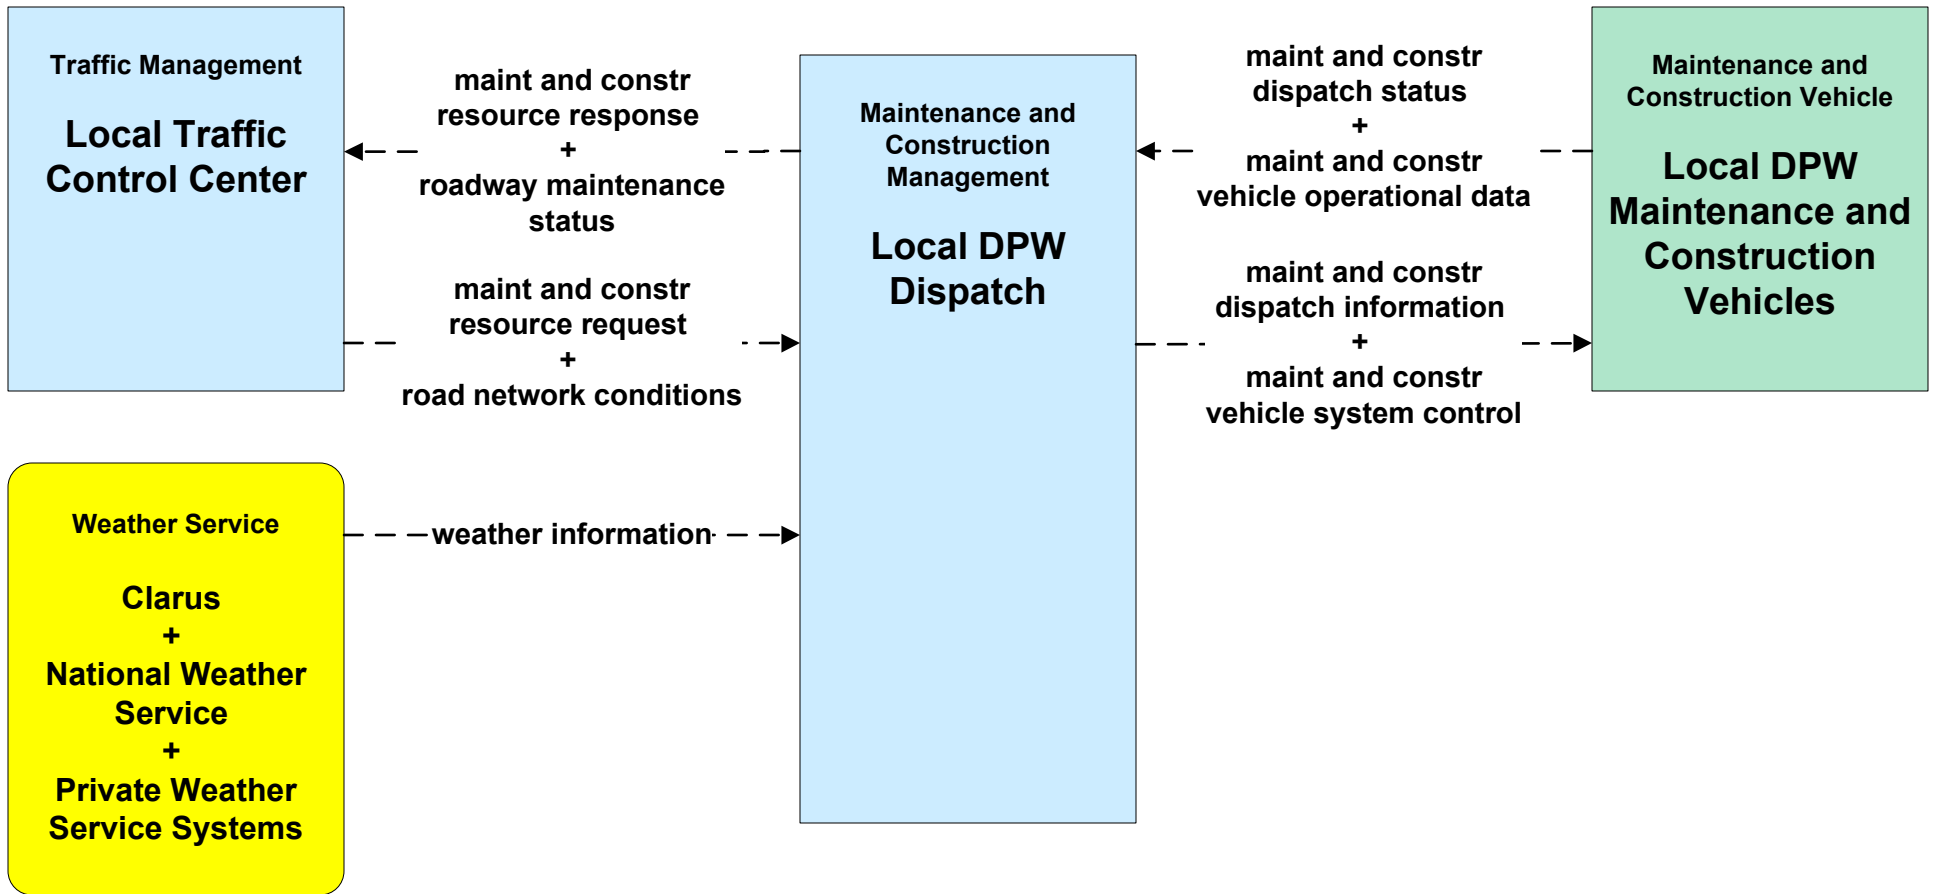 Traffic Management
Local Traffic
Control Center
maint and constr
resource response
+
roadway maintenance
status
maint and constr
resource request
+
road network conditions
Weather Service
Clarus
+
National Weather
Service
+
Private Weather
Service Systems
weather information
Maintenance and
Construction
Management
Local DPW
Dispatch
maint and constr
dispatch status
+
maint and constr
vehicle operational data
maint and constr
dispatch information
+
maint and constr
vehicle system control
Maintenance and
Construction Vehicle
Local DPW
Maintenance and
Construction
Vehicles